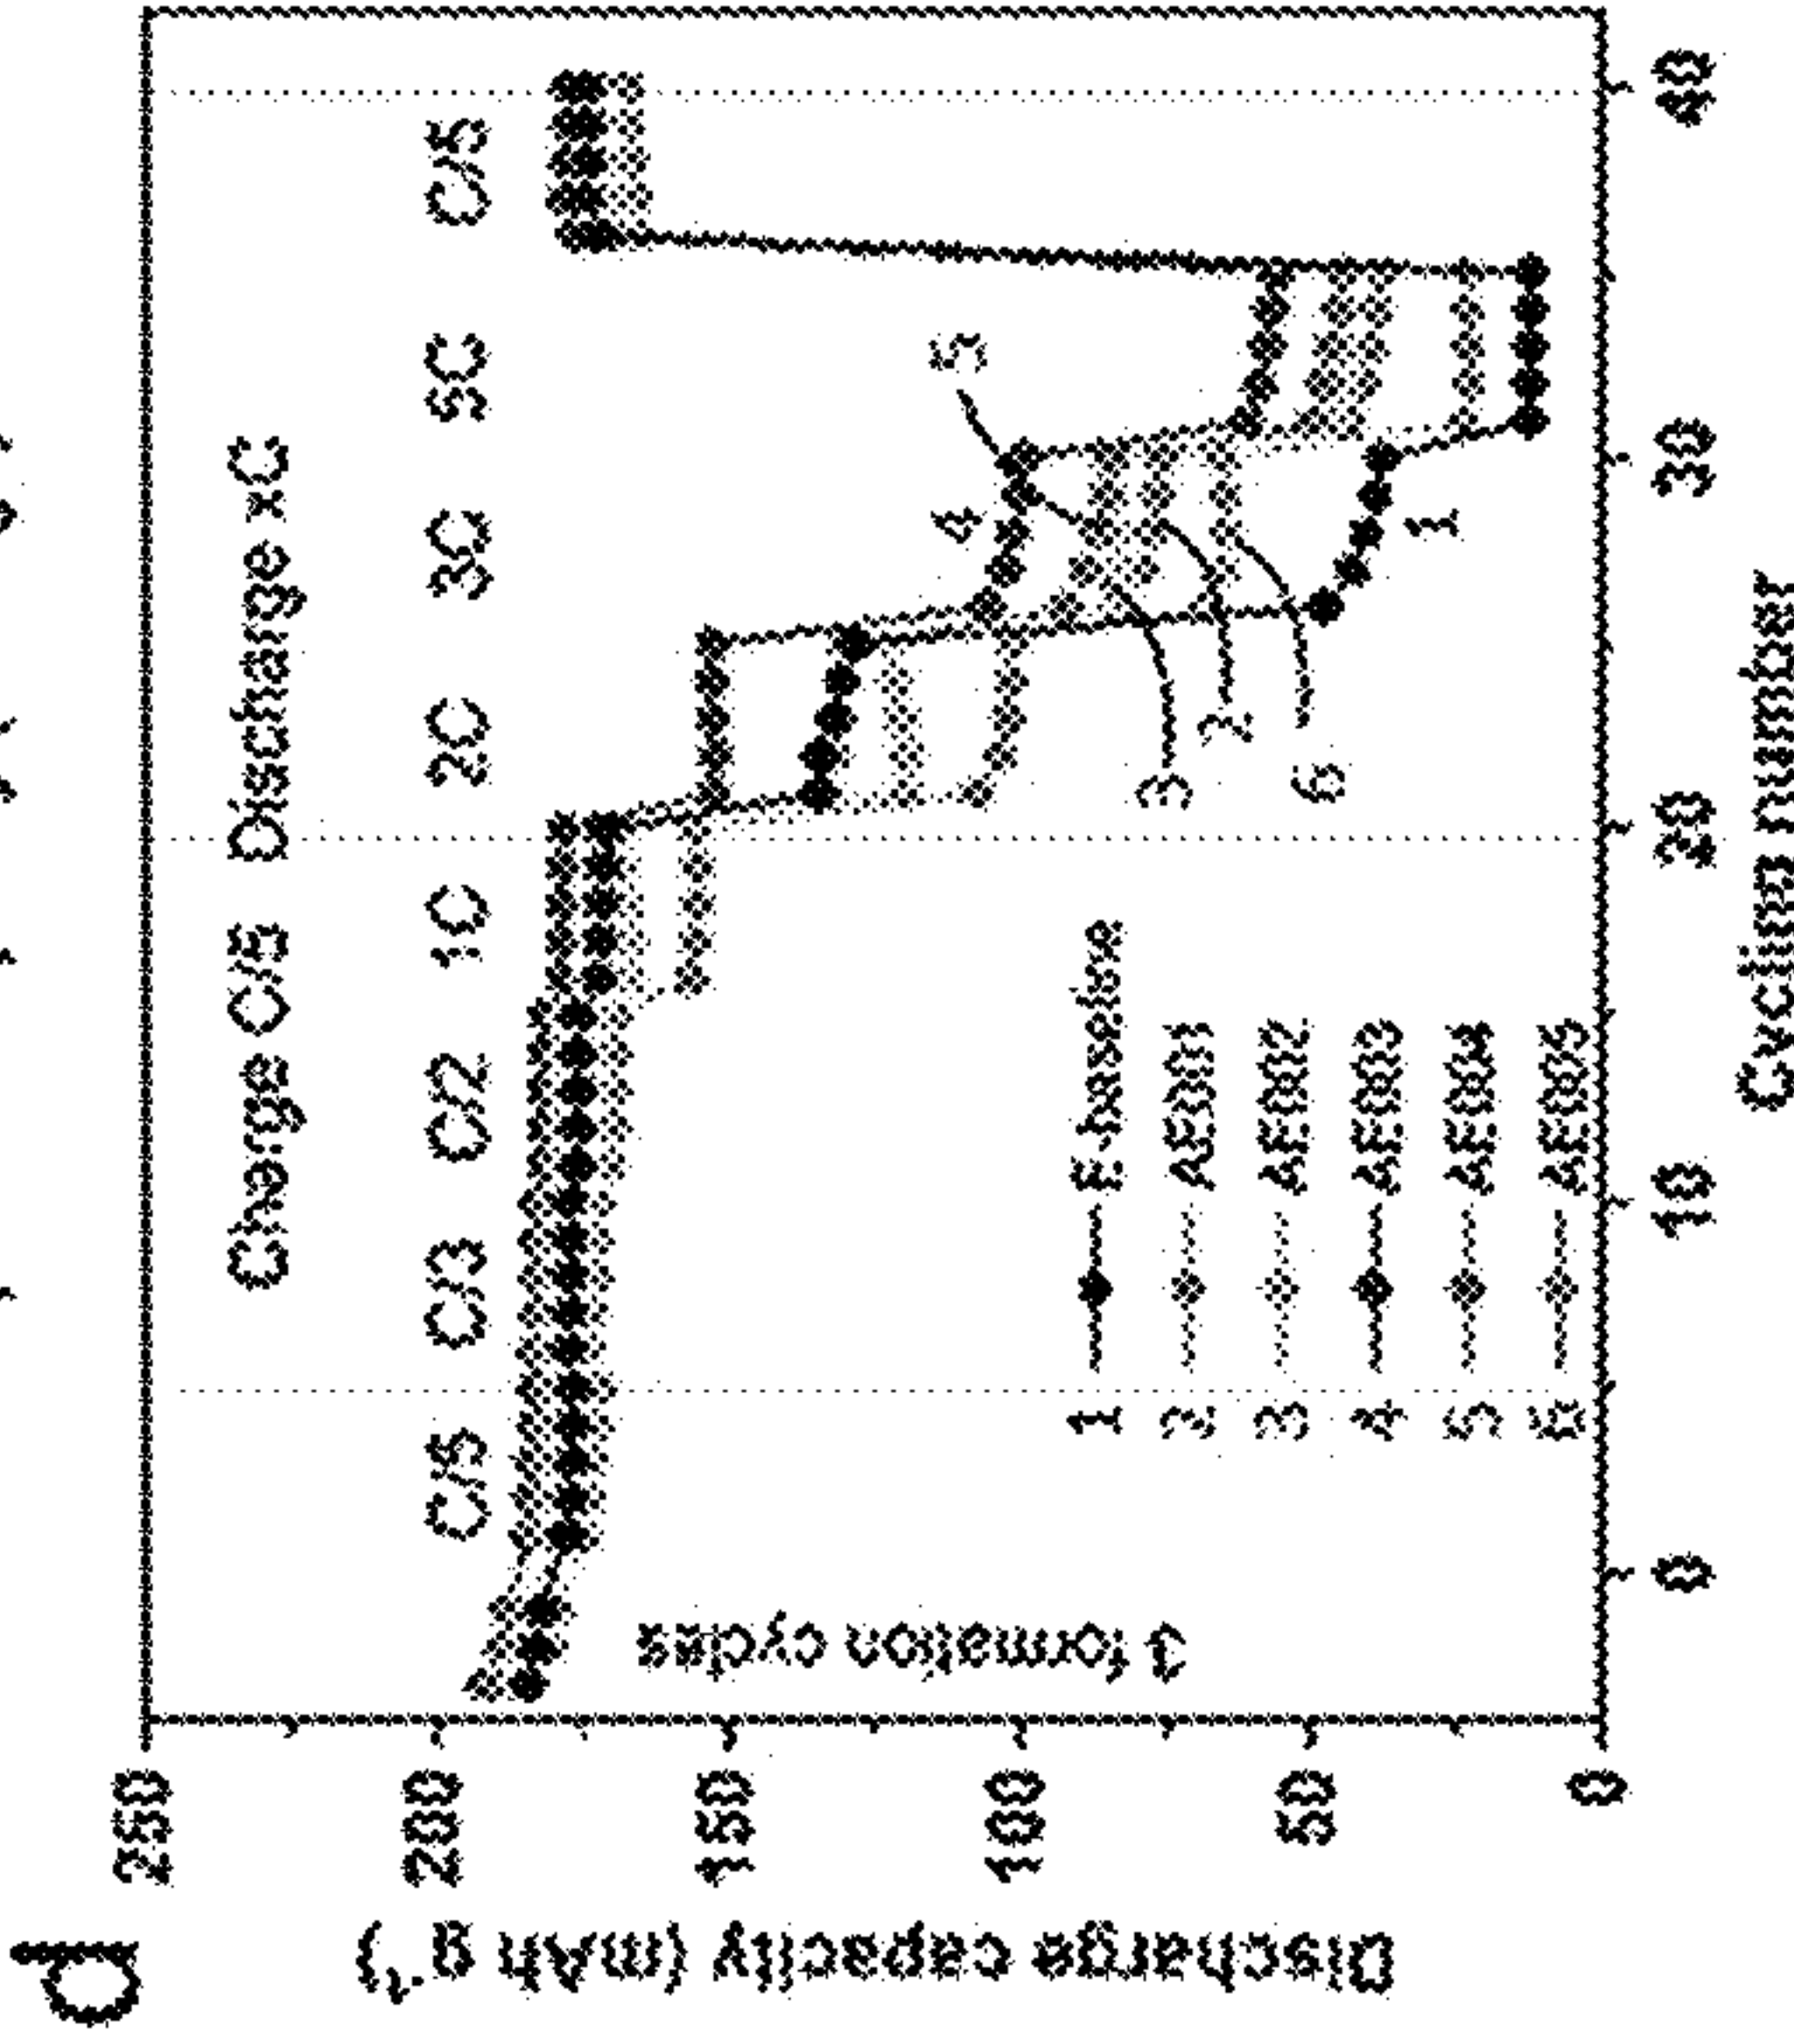 b
Charge C/5 Discharge xC
C/5 C/3 C/2 1C 2C 3C 5C C/5
3 formation cycles
4
5
3
2
6
1
1 E-baseline
2 AE001
3 AE002
4 AE003
5 AE004
6 AE005
Discharge capacity (mAh g⁻¹)
250
200
150
100
50
0
0 10 20 30 40
Cycling number